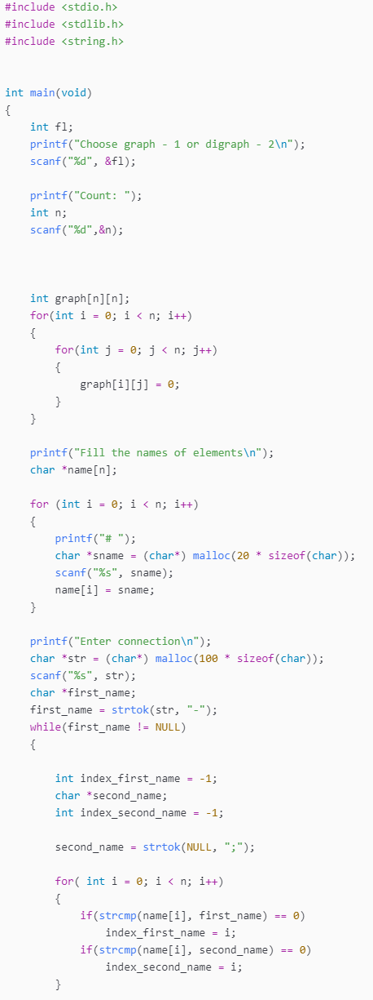 #include <stdio.h>
#include <stdlib.h>
#include <string.h>
int main(void)
{
    int fl;
    printf("Choose graph - 1 or digraph - 2\n");
    scanf("%d", &fl);
    printf("Count: ");
    int n;
    scanf("%d",&n);
    int graph[n][n];
    for(int i = 0; i < n; i++)
    {
        for(int j = 0; j < n; j++)
        {
            graph[i][j] = 0;
        }
    }
    printf("Fill the names of elements\n");
    char *name[n];
    for (int i = 0; i < n; i++)
    {
        printf("# ");
        char *sname = (char*) malloc(20 * sizeof(char));
        scanf("%s", sname);
        name[i] = sname;
    }
    printf("Enter connection\n");
    char *str = (char*) malloc(100 * sizeof(char));
    scanf("%s", str);
    char *first_name;
    first_name = strtok(str, "-");
    while(first_name != NULL)
    {
        int index_first_name = -1;
        char *second_name;
        int index_second_name = -1;
        second_name = strtok(NULL, ";");
        for( int i = 0; i < n; i++)
        {
            if(strcmp(name[i], first_name) == 0)
                index_first_name = i;
            if(strcmp(name[i], second_name) == 0)
                index_second_name = i;
        }